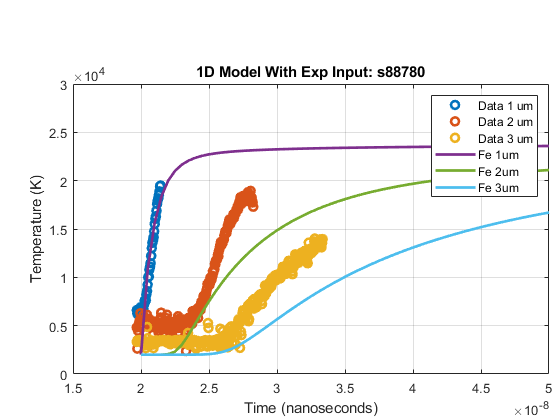 1D Model With Exp Input: s88780
×10⁴
3
2.5
2
1.5
1
0.5
0
Temperature (K)
Data 1 um
Data 2 um
Data 3 um
Fe 1um
Fe 2um
Fe 3um
1.5 2 2.5 3 3.5 4 4.5 5
Time (nanoseconds)
×10⁻⁸